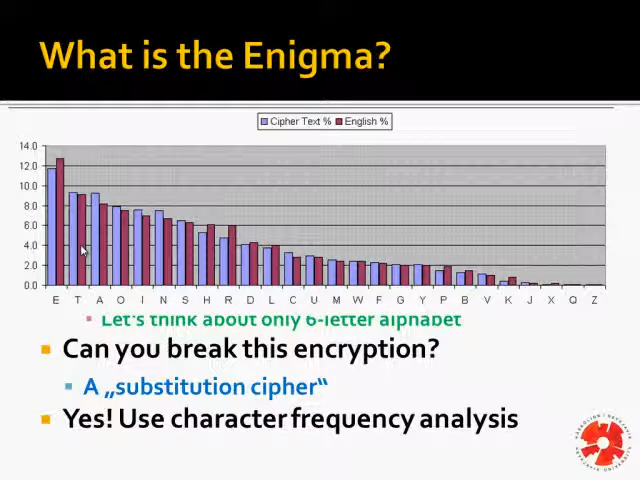 What is the Enigma?
Cipher Text % English %
14.0
12.0
10.0
8.0
6.0
4.0
2.0
0.0
E T A O I N S H R D L C U M W F G Y P B V K J X Q Z
Let's think about only 6-letter alphabet
Can you break this encryption?
A „substitution cipher“
Yes! Use character frequency analysis